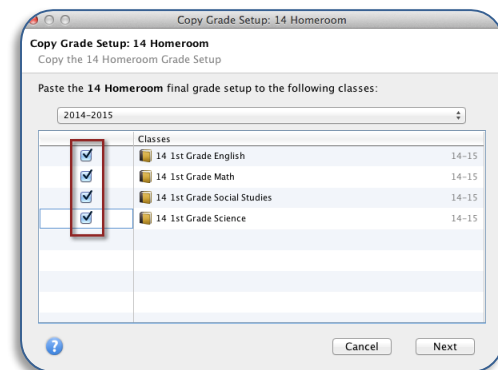 Copy Grade Setup: 14 Homeroom
Copy Grade Setup: 14 Homeroom
Copy the 14 Homeroom Grade Setup
Paste the 14 Homeroom final grade setup to the following classes:
2014-2015
Classes
14 1st Grade English 14-15
14 1st Grade Math 14-15
14 1st Grade Social Studies 14-15
14 1st Grade Science 14-15
? Cancel Next